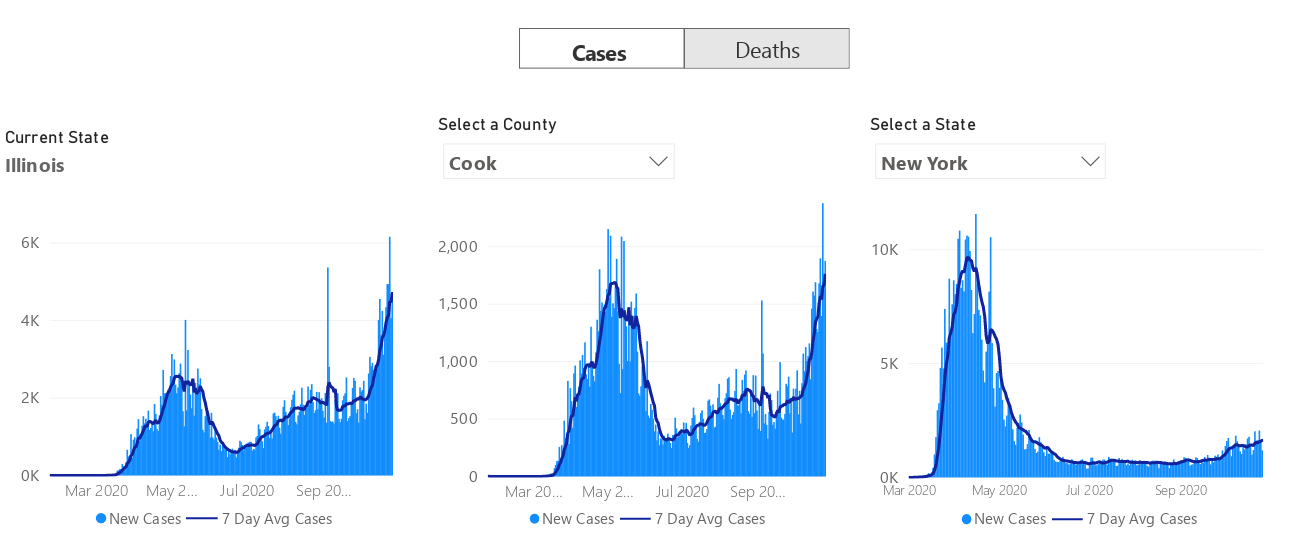 Cases
Deaths
Current State
Illinois
6K
4K
2K
0K
Mar 2020
May 2...
Jul 2020
Sep 20...
New Cases
7 Day Avg Cases
Select a County
Cook
2,000
1,500
1,000
500
0
Mar 20...
May 2...
Jul 2020
Sep 20...
New Cases
7 Day Avg Cases
Select a State
New York
10K
5K
0K
Mar 2020
May 2020
Jul 2020
Sep 2020
New Cases
7 Day Avg Cases